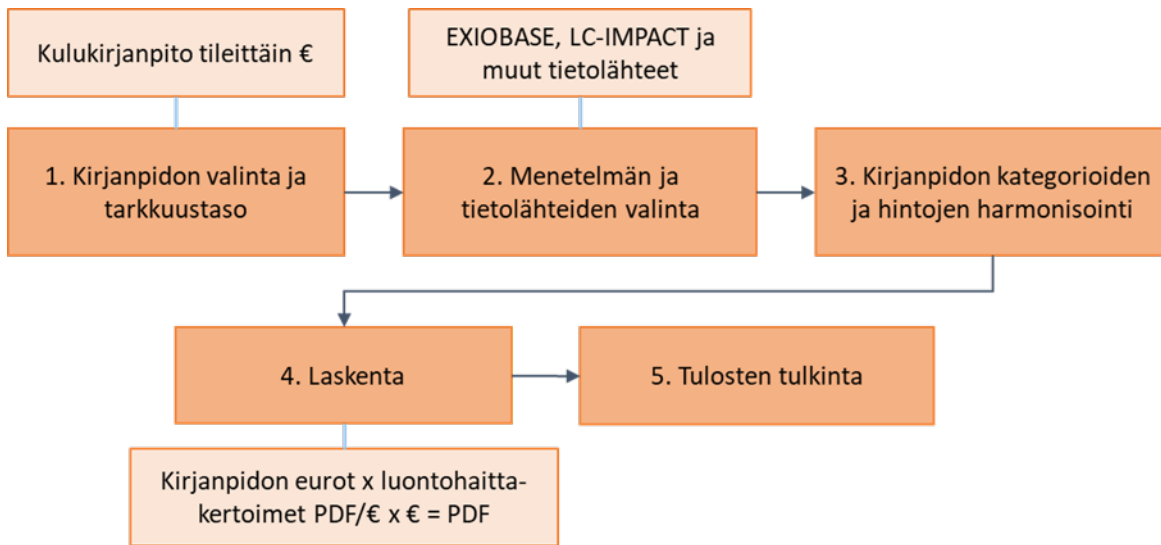 Kulukirjanpito tileittäin €
EXIOBASE, LC-IMPACT ja
muut tietolähteet
1. Kirjanpidon valinta ja
tarkkuustaso
2. Menetelmän ja
tietolähteiden valinta
3. Kirjanpidon kategorioiden
ja hintojen harmonisointi
4. Laskenta
5. Tulosten tulkinta
Kirjanpidon eurot x luontohaitta-
kertoimet PDF/€ x € = PDF